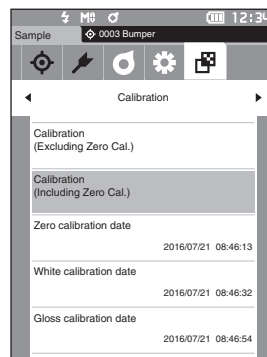 12:34
Sample
0003 Bumper
Calibration
Calibration
(Excluding Zero Cal.)
Calibration
(Including Zero Cal.)
Zero calibration date
2016/07/21 08:46:13
White calibration date
2016/07/21 08:46:32
Gloss calibration date
2016/07/21 08:46:54